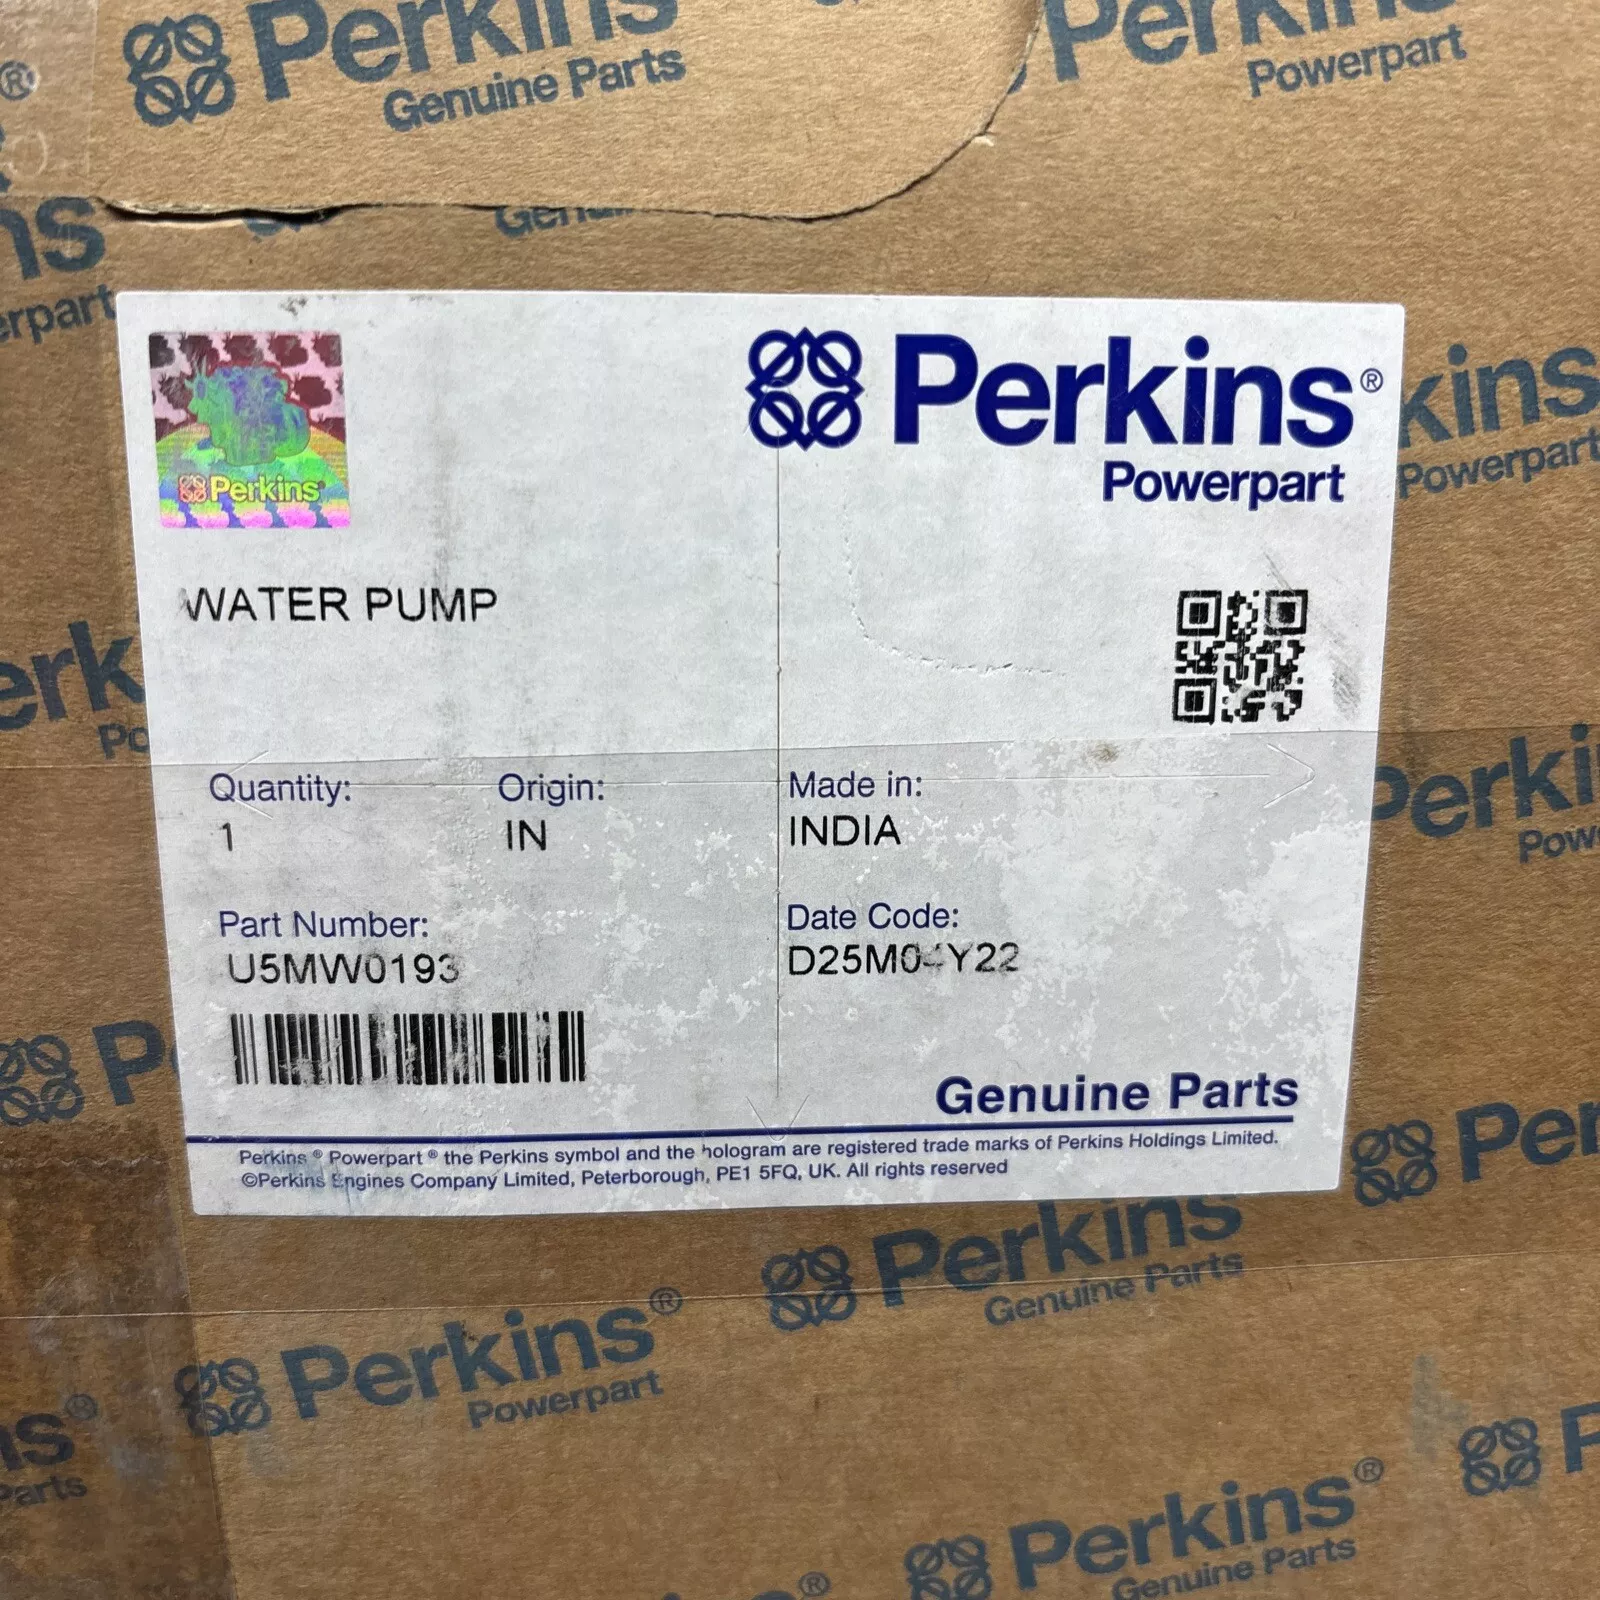 Perkins
Genuine Parts
Perkins
Powerpart
Perkins
Perkins®
Powerpart
WATER PUMP
Quantity: Origin: Made in:
1 IN INDIA
Part Number: Date Code:
U5MW0193 D25M04Y22
Genuine Parts
Perkins ® Powerpart ® the Perkins symbol and the hologram are registered trade marks of Perkins Holdings Limited.
©Perkins Engines Company Limited, Peterborough, PE1 5FQ, UK. All rights reserved
Perkins
Genuine Parts
Perkins®
Powerpart
Perkins®
Genuine Parts